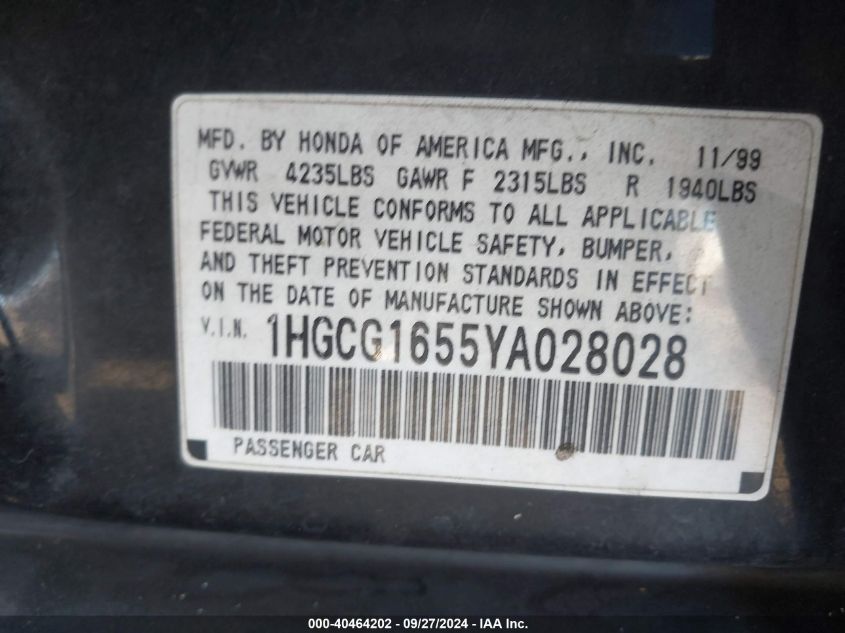 MFD. BY HONDA OF AMERICA MFG., INC. 11/99
GVWR 4235LBS GAWR F 2315LBS R 1940LBS
THIS VEHICLE CONFORMS TO ALL APPLICABLE
FEDERAL MOTOR VEHICLE SAFETY, BUMPER,
AND THEFT PREVENTION STANDARDS IN EFFECT
ON THE DATE OF MANUFACTURE SHOWN ABOVE:
V.I.N. 1HGCG1655YA028028
PASSENGER CAR
000-40464202 - 09/27/2024 - IAA Inc.